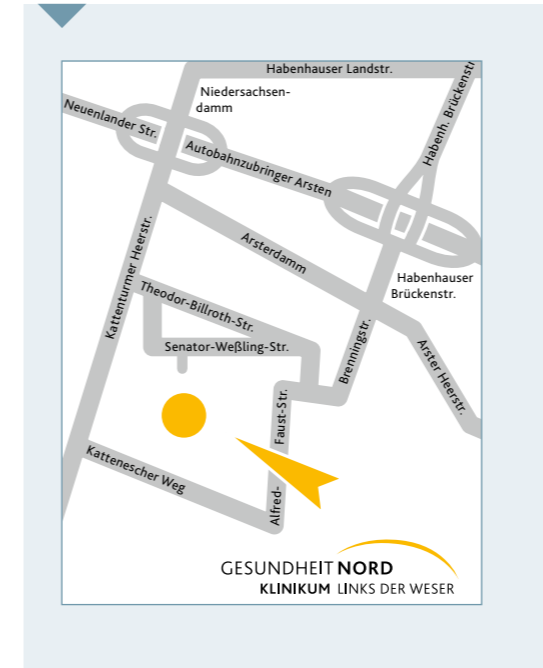 Habenhauser Landstr.
Niedersachsen-
damm
Habenh. Brückenstr
Neuenlander Str.
Autobahnzubringer Arsten
Arsterdamm
Habenhauser
Brückenstr.
Kattenturmer Heerstr.
Theodor-Billroth-Str.
Senator-Weßling-Str.
Brenningstr.
Arster Heerstr.
Alfred-
Faust-Str.
Kattenescher Weg
GESUNDHEIT NORD
KLINIKUM LINKS DER WESER